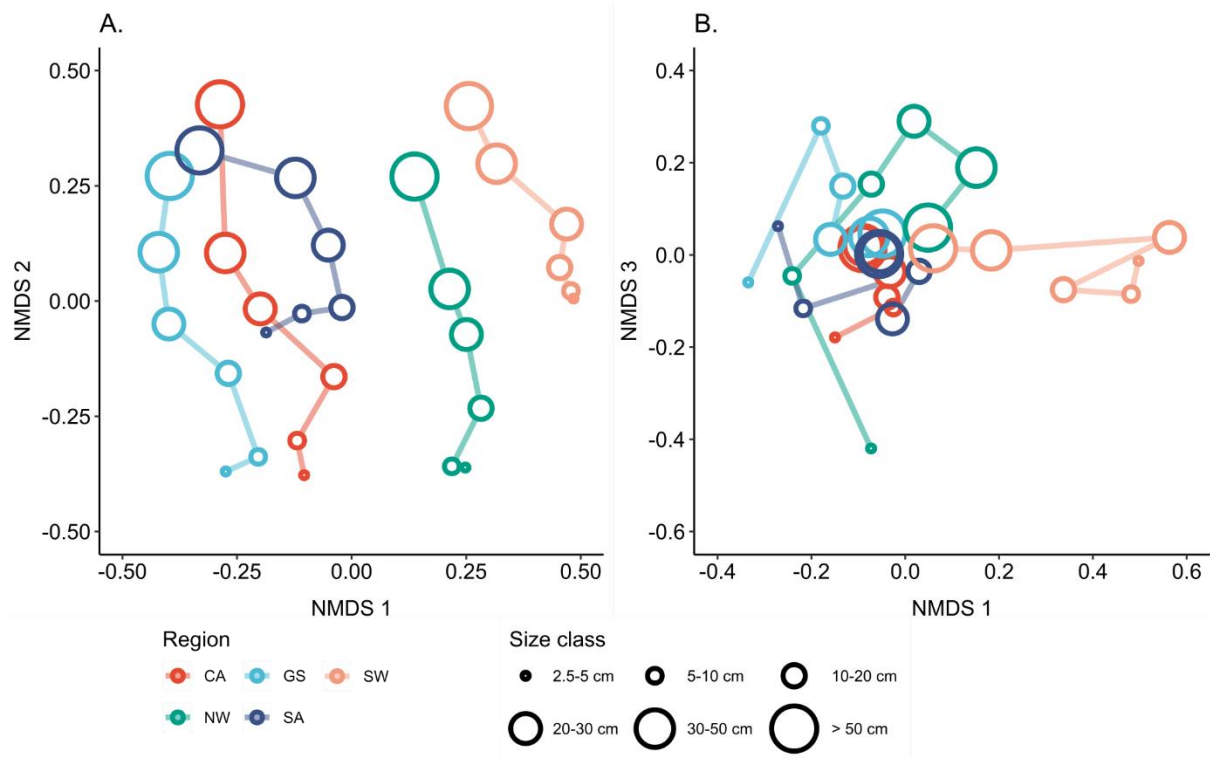 A.
0.50
0.25
0.00
-0.25
-0.50
NMDS 2
-0.50 -0.25 0.00 0.25 0.50
NMDS 1
B.
0.4
0.2
0.0
-0.2
-0.4
-0.6
NMDS 3
-0.4 -0.2 0.0 0.2 0.4 0.6
NMDS 1
Region
CA GS SW
NW SA
Size class
2.5-5 cm 5-10 cm 10-20 cm
20-30 cm 30-50 cm > 50 cm